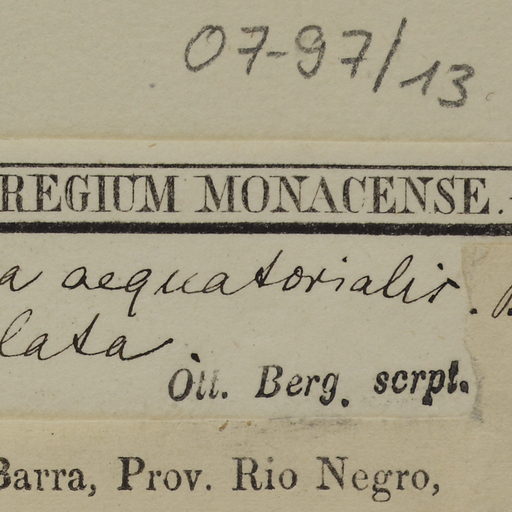 07-97/13
REGIUM MONACENSE.
a aequatorialis.
lata
Ott. Berg. scrpt.
Barra, Prov. Rio Negro,